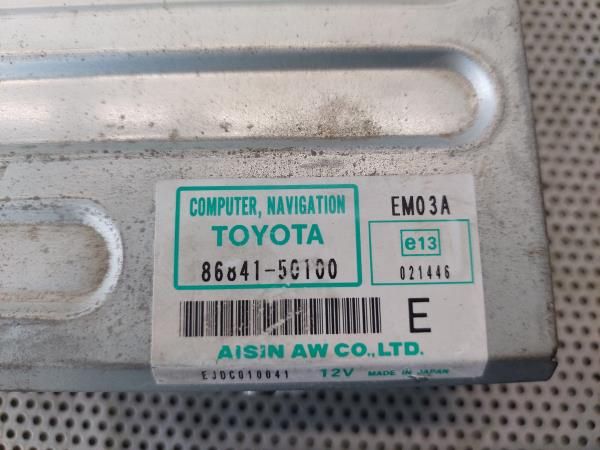 COMPUTER, NAVIGATION
TOYOTA
86841-50100
EM03A
e13
021446
E
AISIN AW CO.,LTD.
EJDC010041 12V MADE IN JAPAN